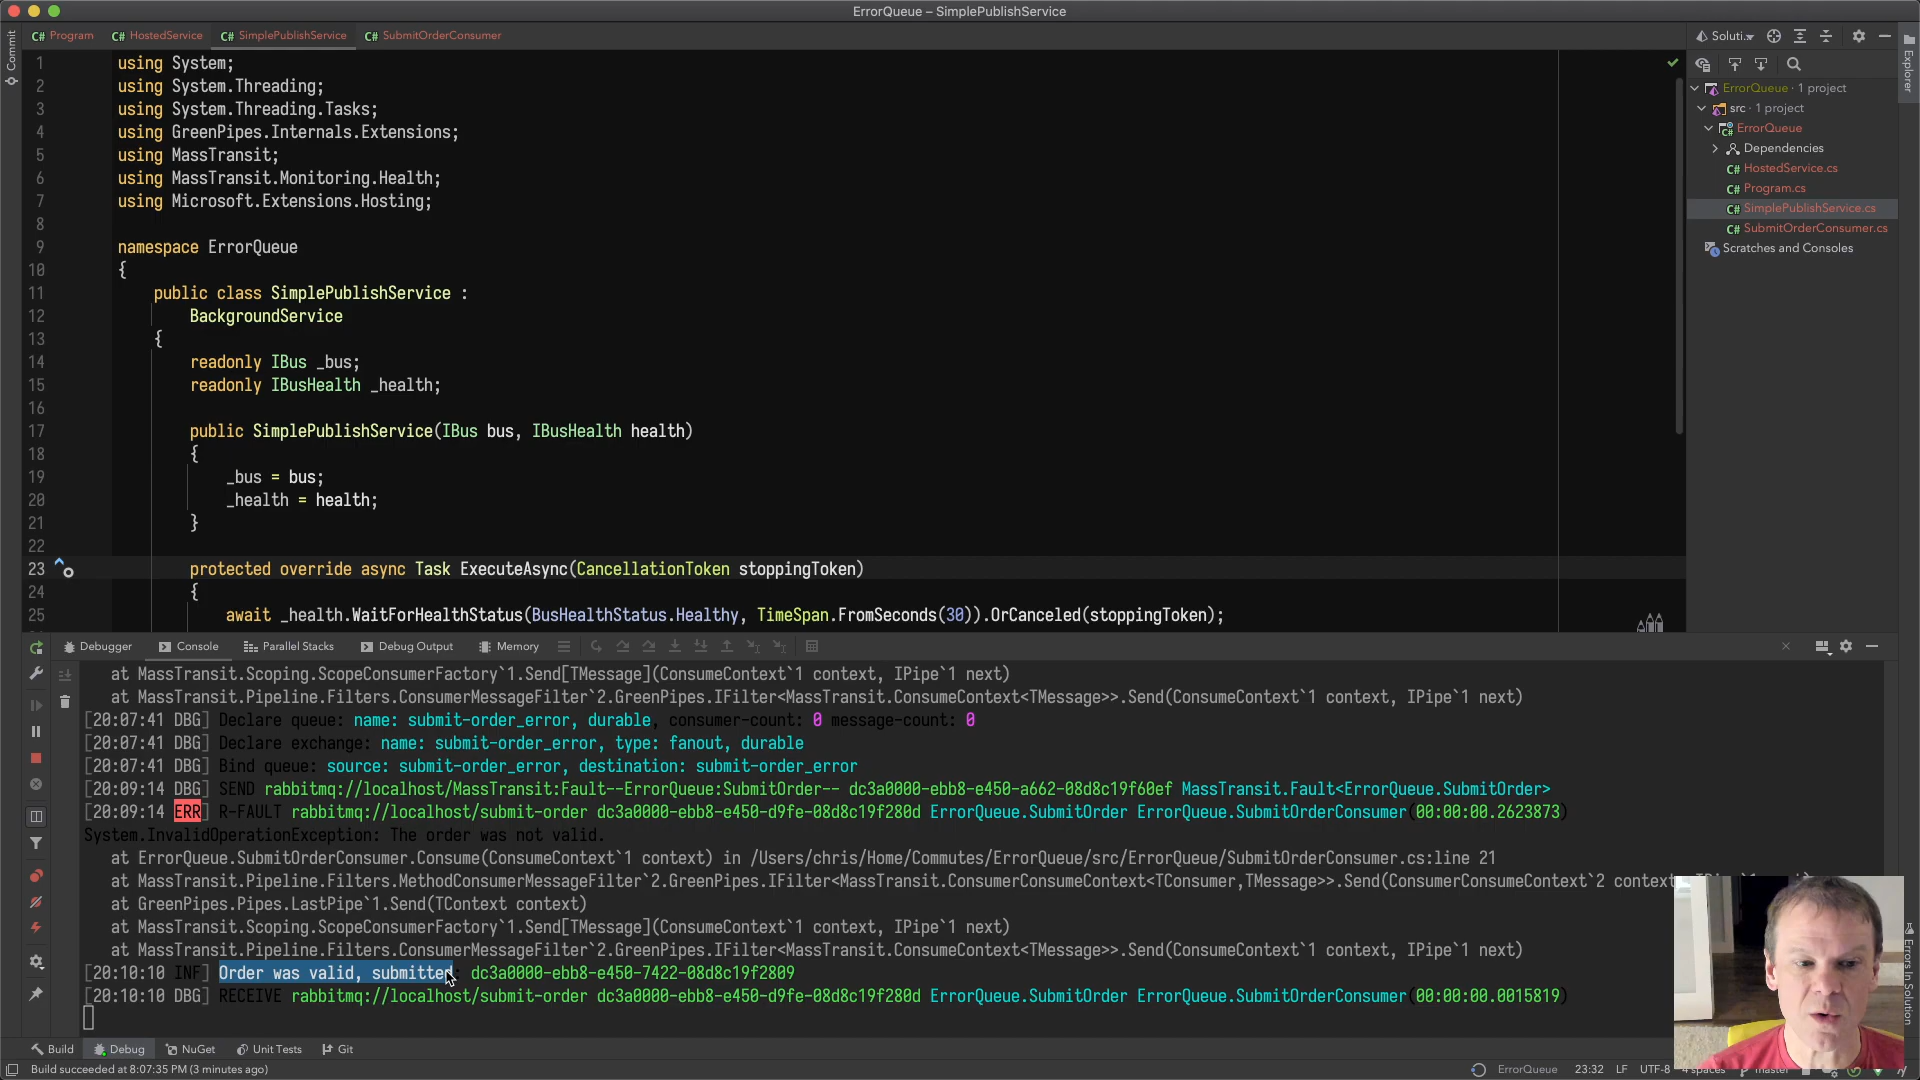 ErrorQueue – SimplePublishService
Commit
C# Program
C# HostedService
C# SimplePublishService
C# SubmitOrderConsumer
Soluti..
Explorer
1 using System;
2 using System.Threading;
3 using System.Threading.Tasks;
4 using GreenPipes.Internals.Extensions;
5 using MassTransit;
6 using MassTransit.Monitoring.Health;
7 using Microsoft.Extensions.Hosting;
8
9 namespace ErrorQueue
10 {
11 public class SimplePublishService :
12 BackgroundService
13 {
14 readonly IBus _bus;
15 readonly IBusHealth _health;
16
17 public SimplePublishService(IBus bus, IBusHealth health)
18 {
19 _bus = bus;
20 _health = health;
21 }
22
23 protected override async Task ExecuteAsync(CancellationToken stoppingToken)
24 {
25 await _health.WaitForHealthStatus(BusHealthStatus.Healthy, TimeSpan.FromSeconds(30)).OrCanceled(stoppingToken);
ErrorQueue · 1 project
src · 1 project
ErrorQueue
Dependencies
C# HostedService.cs
C# Program.cs
C# SimplePublishService.cs
C# SubmitOrderConsumer.cs
Scratches and Consoles
Debugger
Console
Parallel Stacks
Debug Output
Memory
at MassTransit.Scoping.ScopeConsumerFactory`1.Send[TMessage](ConsumeContext`1 context, IPipe`1 next)
at MassTransit.Pipeline.Filters.ConsumerMessageFilter`2.GreenPipes.IFilter<MassTransit.ConsumeContext<TMessage>>.Send(ConsumeContext`1 context, IPipe`1 next)
[20:07:41 DBG] Declare queue: name: submit-order_error, durable, consumer-count: 0 message-count: 0
[20:07:41 DBG] Declare exchange: name: submit-order_error, type: fanout, durable
[20:07:41 DBG] Bind queue: source: submit-order_error, destination: submit-order_error
[20:09:14 DBG] SEND rabbitmq://localhost/MassTransit:Fault--ErrorQueue:SubmitOrder-- dc3a0000-ebb8-e450-a662-08d8c19f60ef MassTransit.Fault<ErrorQueue.SubmitOrder>
[20:09:14 ERR] R-FAULT rabbitmq://localhost/submit-order dc3a0000-ebb8-e450-d9fe-08d8c19f280d ErrorQueue.SubmitOrder ErrorQueue.SubmitOrderConsumer(00:00:00.2623873)
System.InvalidOperationException: The order was not valid.
at ErrorQueue.SubmitOrderConsumer.Consume(ConsumeContext`1 context) in /Users/chris/Home/Commutes/ErrorQueue/src/ErrorQueue/SubmitOrderConsumer.cs:line 21
at MassTransit.Pipeline.Filters.MethodConsumerMessageFilter`2.GreenPipes.IFilter<MassTransit.ConsumerConsumeContext<TConsumer,TMessage>>.Send(ConsumerConsumeContext`2 context
at GreenPipes.Pipes.LastPipe`1.Send(TContext context)
at MassTransit.Scoping.ScopeConsumerFactory`1.Send[TMessage](ConsumeContext`1 context, IPipe`1 next)
at MassTransit.Pipeline.Filters.ConsumerMessageFilter`2.GreenPipes.IFilter<MassTransit.ConsumeContext<TMessage>>.Send(ConsumeContext`1 context, IPipe`1 next)
[20:10:10 INF] Order was valid, submitted: dc3a0000-ebb8-e450-7422-08d8c19f2809
[20:10:10 DBG] RECEIVE rabbitmq://localhost/submit-order dc3a0000-ebb8-e450-d9fe-08d8c19f280d ErrorQueue.SubmitOrder ErrorQueue.SubmitOrderConsumer(00:00:00.0015819)
Errors In Solution
Build
Debug
NuGet
Unit Tests
Git
Build succeeded at 8:07:35 PM (3 minutes ago)
ErrorQueue
23:32
LF
UTF-8
4 spaces
master